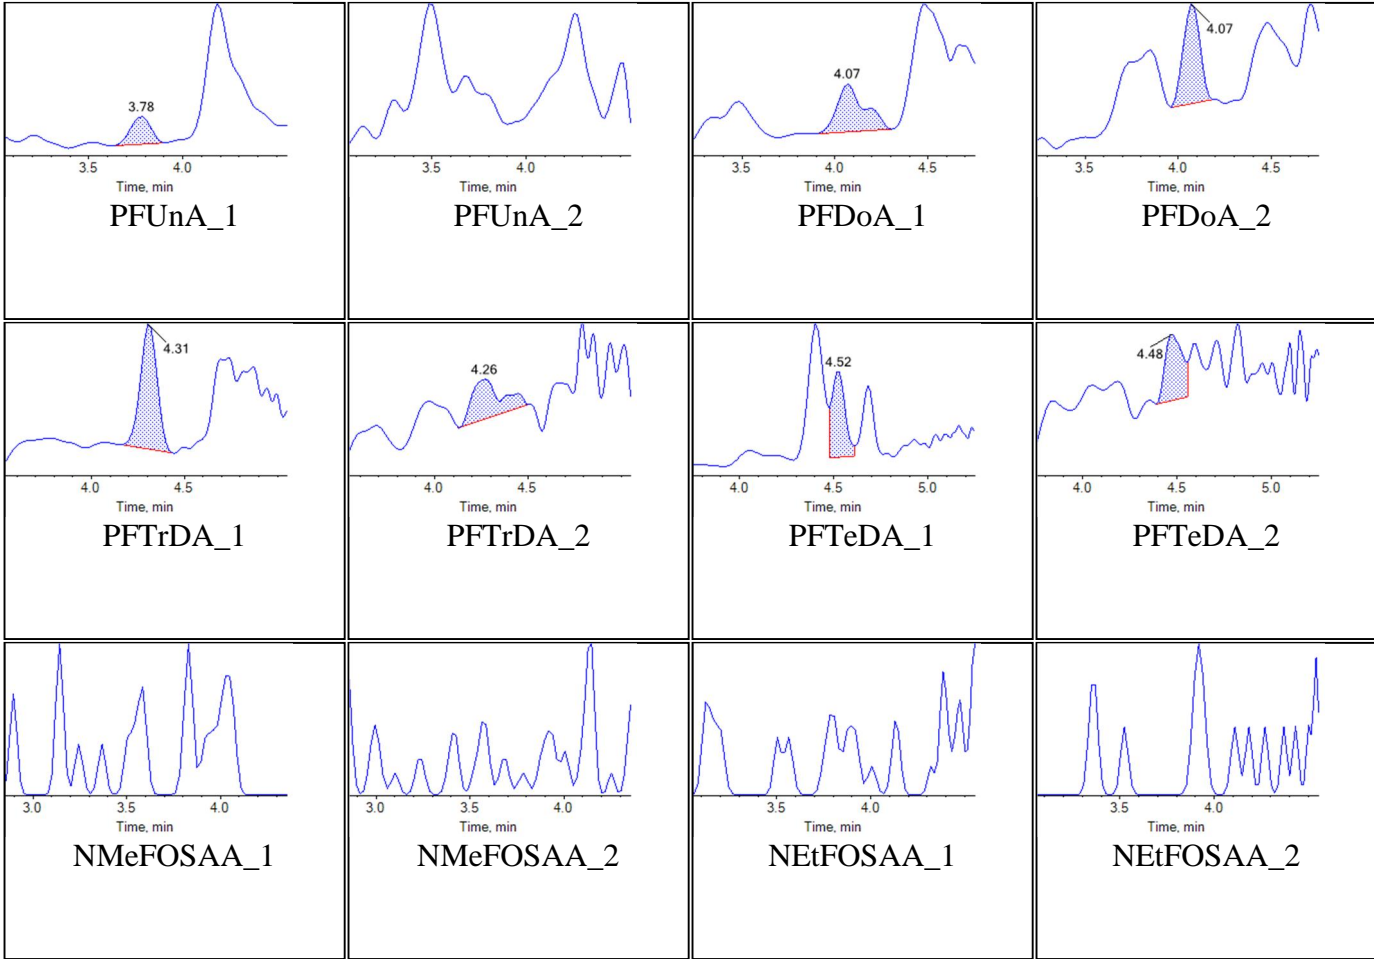 3.78
3.5 4.0
Time, min
PFUnA_1
3.5 4.0
Time, min
PFUnA_2
4.07
3.5 4.0 4.5
Time, min
PFDoA_1
4.07
3.5 4.0 4.5
Time, min
PFDoA_2
4.31
4.0 4.5
Time, min
PFTrDA_1
4.26
4.0 4.5
Time, min
PFTrDA_2
4.52
4.0 4.5 5.0
Time, min
PFTeDA_1
4.48
4.0 4.5 5.0
Time, min
PFTeDA_2
3.0 3.5 4.0
Time, min
NMeFOSAA_1
3.0 3.5 4.0
Time, min
NMeFOSAA_2
3.5 4.0
Time, min
NEtFOSAA_1
3.5 4.0
Time, min
NEtFOSAA_2